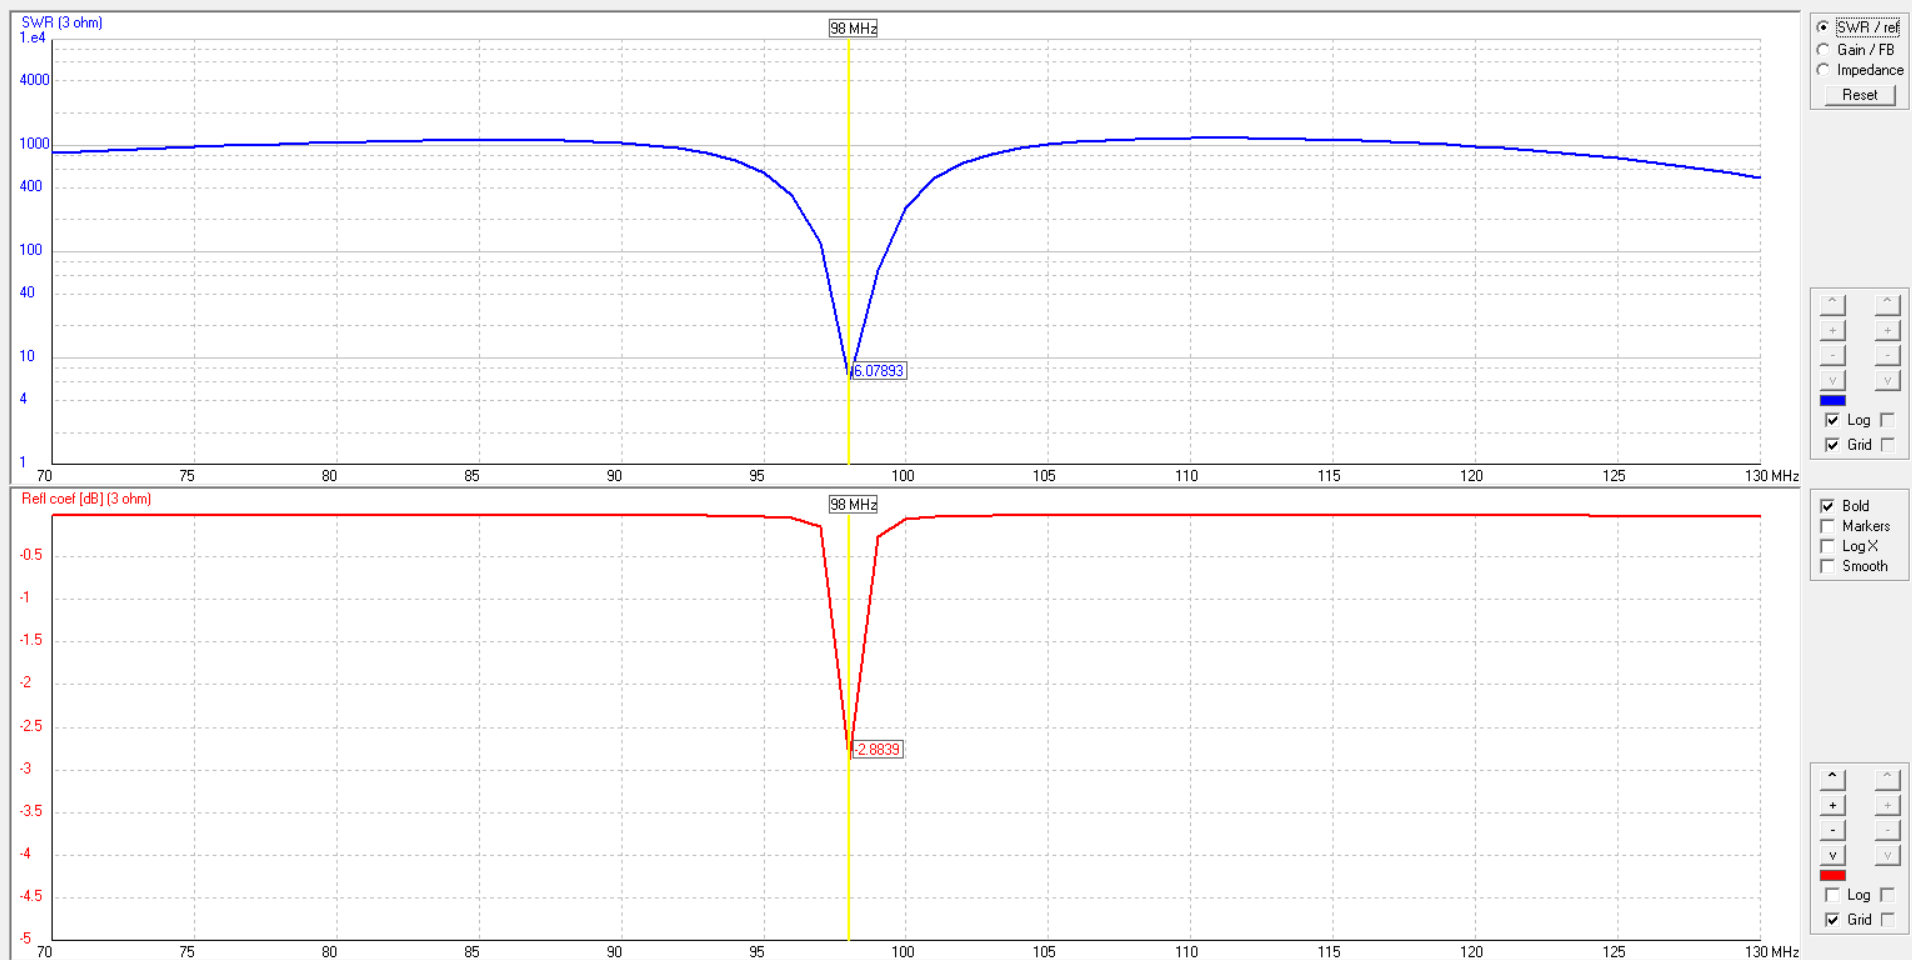 SWR (3 ohm)
98 MHz
1.e4
4000
1000
400
100
40
10
6.07893
4
1
70 75 80 85 90 95 100 105 110 115 120 125 130 MHz
SWR / ref
Gain / FB
Impedance
Reset
^ ^
+ +
- -
v v
Log
Grid
Refl coef [dB] (3 ohm)
98 MHz
-0.5
-1
-1.5
-2
-2.5
-2.8839
-3
-3.5
-4
-4.5
-5
70 75 80 85 90 95 100 105 110 115 120 125 130 MHz
Bold
Markers
Log X
Smooth
^ ^
+ +
- -
v v
Log
Grid